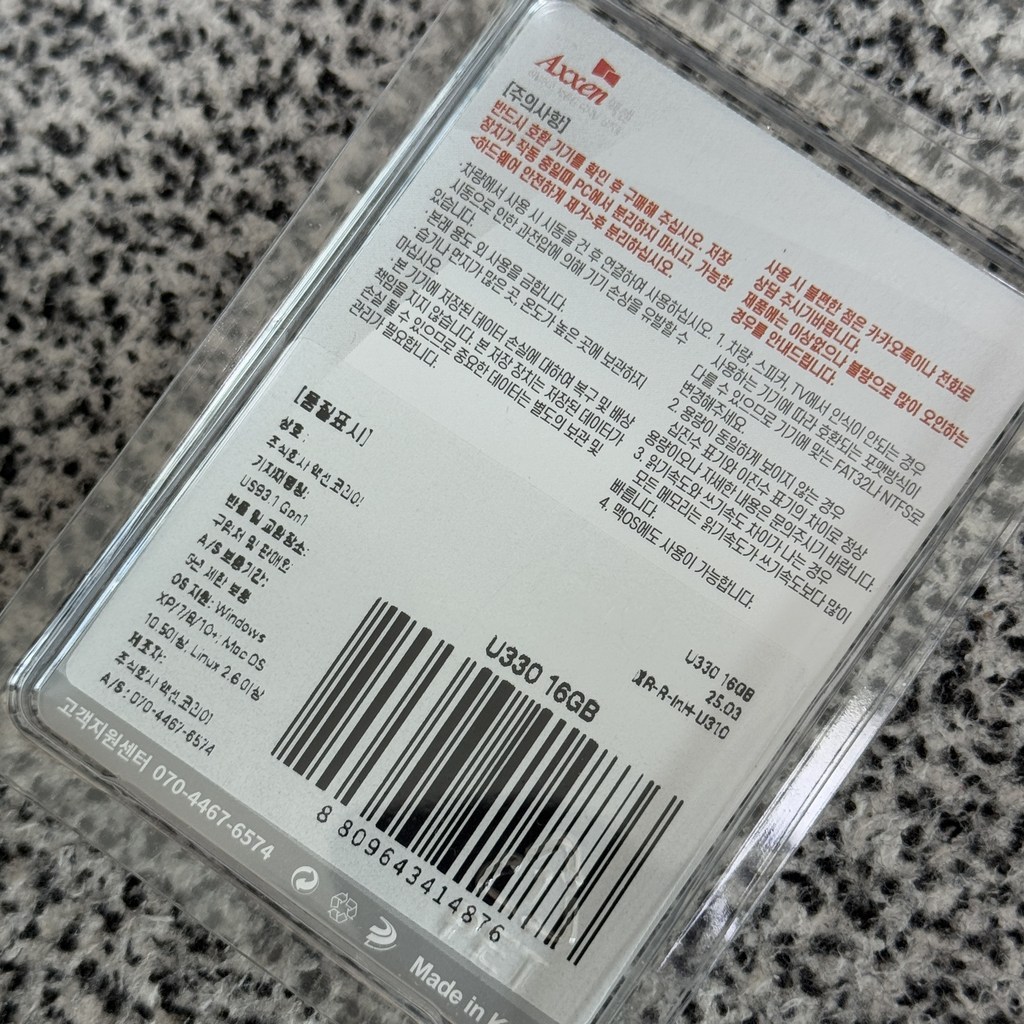 Axxen
[주의사항]
반드시 호환 기기를 확인 후 구매해 주십시오. 저장
장치가 작동 중일때 PC에서 분리하지 마시고, 가능한
<하드웨어 안전하게 제거>후 분리하십시오.
·차량에서 사용 시 시동을 건 후 연결하여 사용하십시오.
시동으로 인한 과전압에 의해 기기 손상을 유발할 수
있습니다.
·본래 용도 외 사용을 금합니다.
·습기나 먼지가 많은 곳, 온도가 높은 곳에 보관하지
마십시오.
·본 기기에 저장된 데이터 손실에 대하여 복구 및 배상
책임을 지지 않습니다. 본 저장 장치는 저장된 데이터가
손실 될 수 있으므로 중요한 데이터는 별도의 보관 및
관리가 필요합니다.
사용 시 불편한 점은 카카오톡이나 전화로
상담 주시기바랍니다.
제품에는 이상없으나 불량으로 많이 오인하는
경우를 안내드립니다.
1. 차량, 스피커, TV에서 인식이 안되는 경우
사용하는 기기에 따라 호환되는 포맷방식이
다를 수 있으므로 기기에 맞는 FAT32나 NTFS로
변경해주세요.
2. 용량이 동일하게 보이지 않는 경우
십진수 표기와 이진수 표기의 차이로 정상
용량이오니 자세한 내용은 문의주시기 바랍니다.
3. 읽기속도와 쓰기속도 차이가 나는 경우
모든 메모리는 읽기속도가 쓰기속도보다 많이
빠릅니다.
4. 맥OS에도 사용이 가능합니다.
[품질표시]
상호:
주식회사 액센 코리아
기자재명칭:
USB3.1 Gen1
반품 및 교환 장소:
구입처 및 판매원
A/S 보증기간:
5년 제한 보증
OS 지원: Windows
XP/7/8/10+, Mac OS
10.5이상, Linux 2.6.0이상
제조자:
주식회사 액센 코리아
A/S : 070-4467-6574
U330 16GB
25.03
U330 16GB
8 809643 414876
고객지원센터 070-4467-6574
Made in